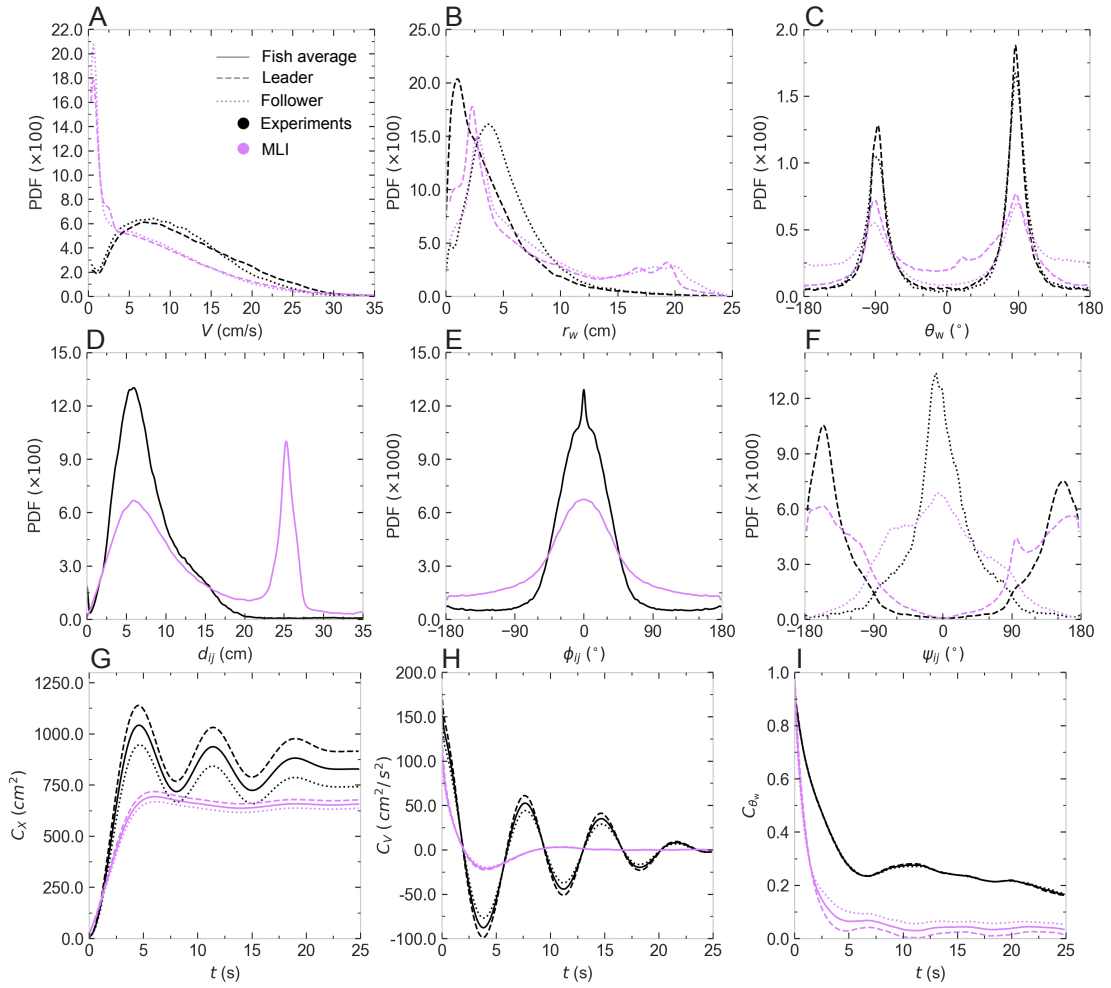 A
22.0
20.0
18.0
16.0
14.0
12.0
10.0
8.0
6.0
4.0
2.0
0.0
PDF (×100)
0 5 10 15 20 25 30 35
V (cm/s)
Fish average
Leader
Follower
Experiments
MLI
B
25.0
20.0
15.0
10.0
5.0
0.0
PDF (×100)
0 5 10 15 20 25
r_w (cm)
C
2.0
1.0
0.0
PDF (×100)
−180 −90 0 90 180
θ_w (°)
D
15.0
12.0
9.0
6.0
3.0
0.0
PDF (×100)
0 5 10 15 20 25 30 35
d_ij (cm)
E
15.0
12.0
9.0
6.0
3.0
0.0
PDF (×1000)
−180 −90 0 90 180
ϕ_ij (°)
F
12.0
9.0
6.0
3.0
0.0
PDF (×1000)
−180 −90 0 90 180
ψ_ij (°)
G
1250.0
1000.0
750.0
500.0
250.0
0.0
C_X (cm²)
0 5 10 15 20 25
t (s)
H
200.0
150.0
100.0
50.0
0.0
-50.0
-100.0
C_V (cm²/s²)
0 5 10 15 20 25
t (s)
I
1.0
0.8
0.6
0.4
0.2
0.0
C_θw
0 5 10 15 20 25
t (s)